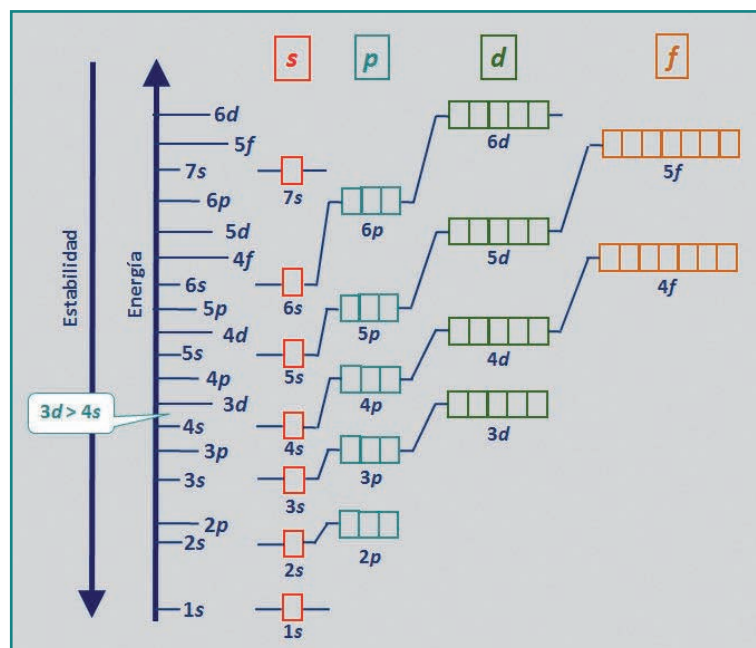 s
p
d
f
Estabilidad
Energía
6d
5f
7s
6p
5d
4f
6s
5p
4d
5s
4p
3d
4s
3p
3s
2p
2s
1s
3d > 4s
7s
6s
5s
4s
3s
2s
1s
6p
5p
4p
3p
2p
6d
5d
4d
3d
5f
4f